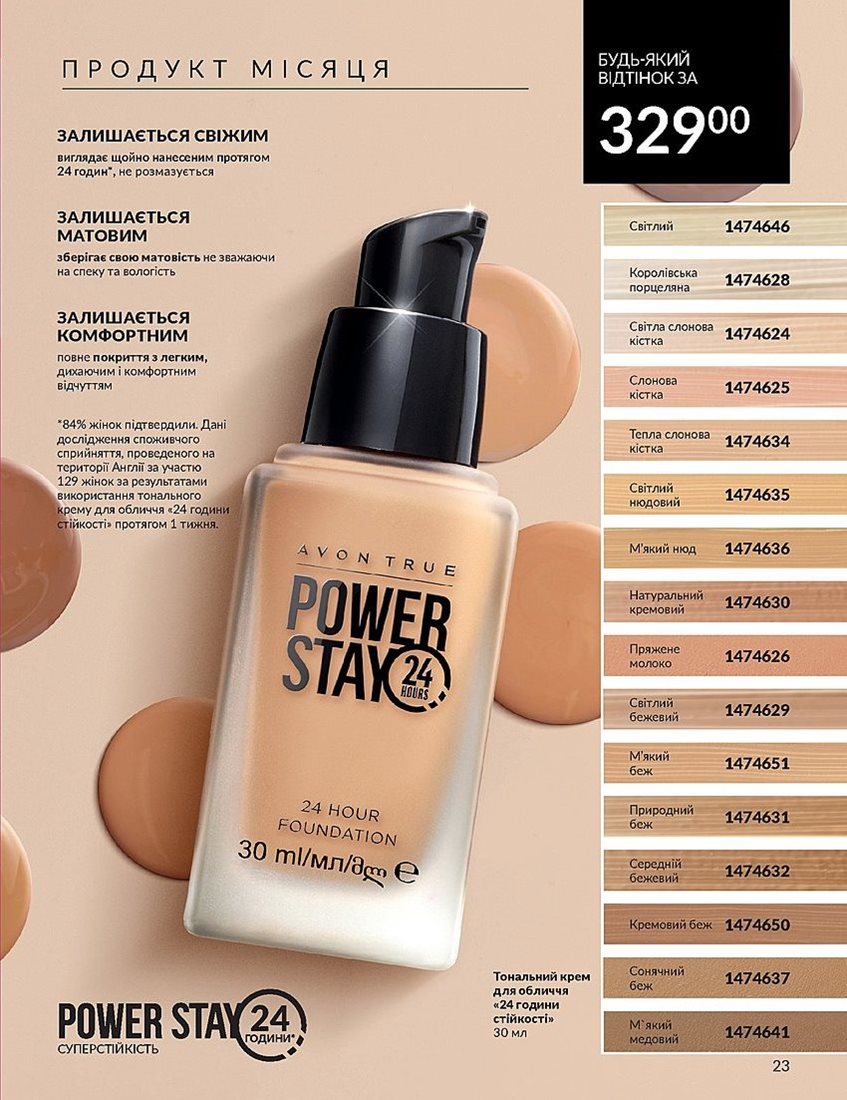 ПРОДУКТ МІСЯЦЯ
БУДЬ-ЯКИЙ
ВІДТІНОК ЗА
329⁰⁰
ЗАЛИШАЄТЬСЯ СВІЖИМ
виглядає щойно нанесеним протягом
24 годин*, не розмазується
ЗАЛИШАЄТЬСЯ
МАТОВИМ
зберігає свою матовість не зважаючи
на спеку та вологість
ЗАЛИШАЄТЬСЯ
КОМФОРТНИМ
повне покриття з легким,
дихаючим і комфортним
відчуттям
*84% жінок підтвердили. Дані
дослідження споживчого
сприйняття, проведеного на
території Англії за участю
129 жінок за результатами
використання тонального
крему для обличчя «24 години
стійкості» протягом 1 тижня.
AVON TRUE
POWER
STAY
24
HOURS
24 HOUR
FOUNDATION
30 ml/мл/მლ ℮
Світлий 1474646
Королівська
порцеляна 1474628
Світла слонова
кістка 1474624
Слонова
кістка 1474625
Тепла слонова
кістка 1474634
Світлий
нюдовий 1474635
М'який нюд 1474636
Натуральний
кремовий 1474630
Пряжене
молоко 1474626
Світлий
бежевий 1474629
М'який
беж 1474651
Природний
беж 1474631
Середній
бежевий 1474632
Кремовий беж 1474650
Сонячний
беж 1474637
М`який
медовий 1474641
Тональний крем
для обличчя
«24 години
стійкості»
30 мл
POWER STAY 24
ГОДИНИ*
СУПЕРСТІЙКІСТЬ
23